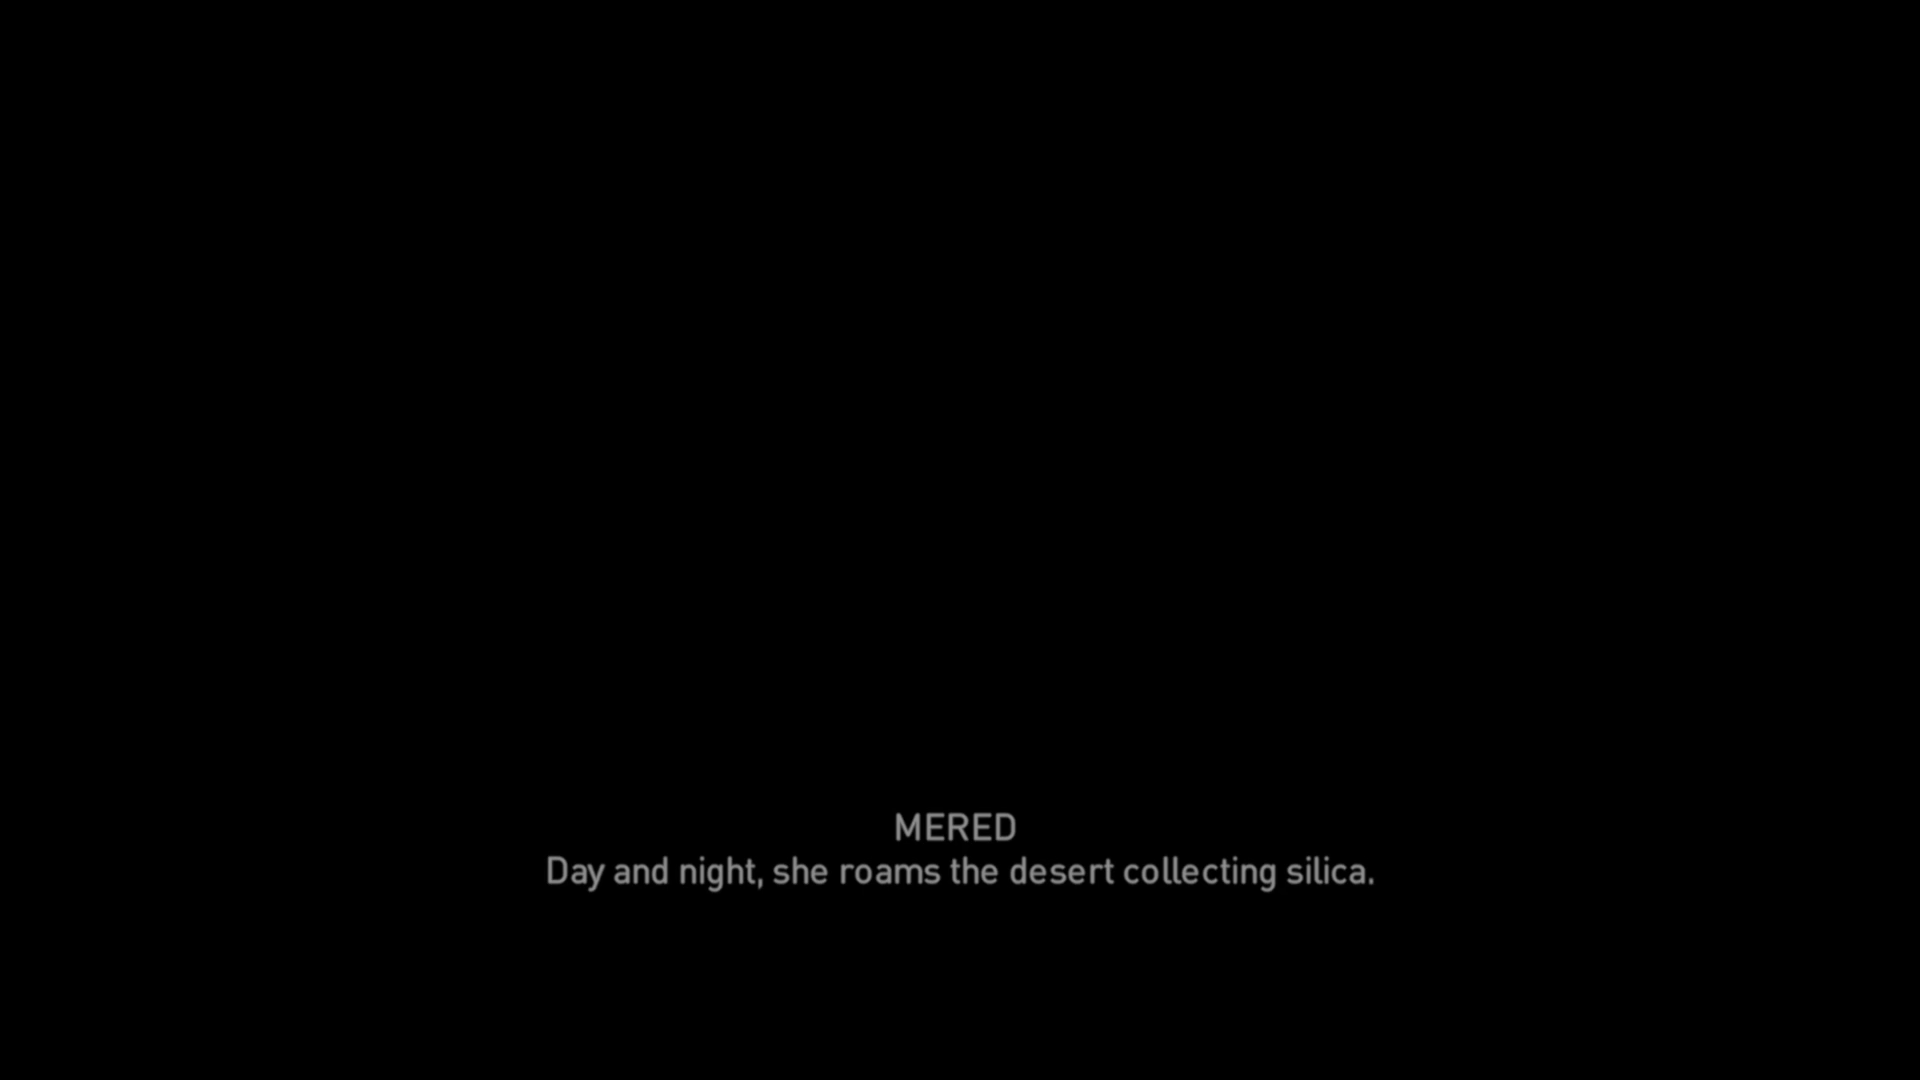 MERED
Day and night, she roams the desert collecting silica.